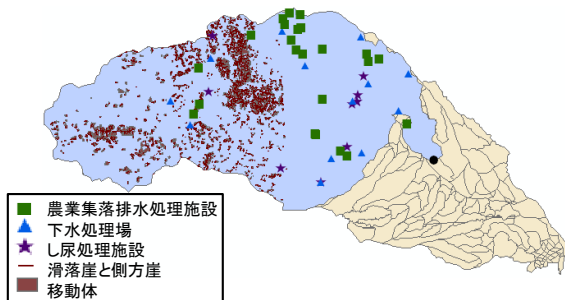 農業集落排水処理施設
下水処理場
し尿処理施設
滑落崖と側方崖
移動体